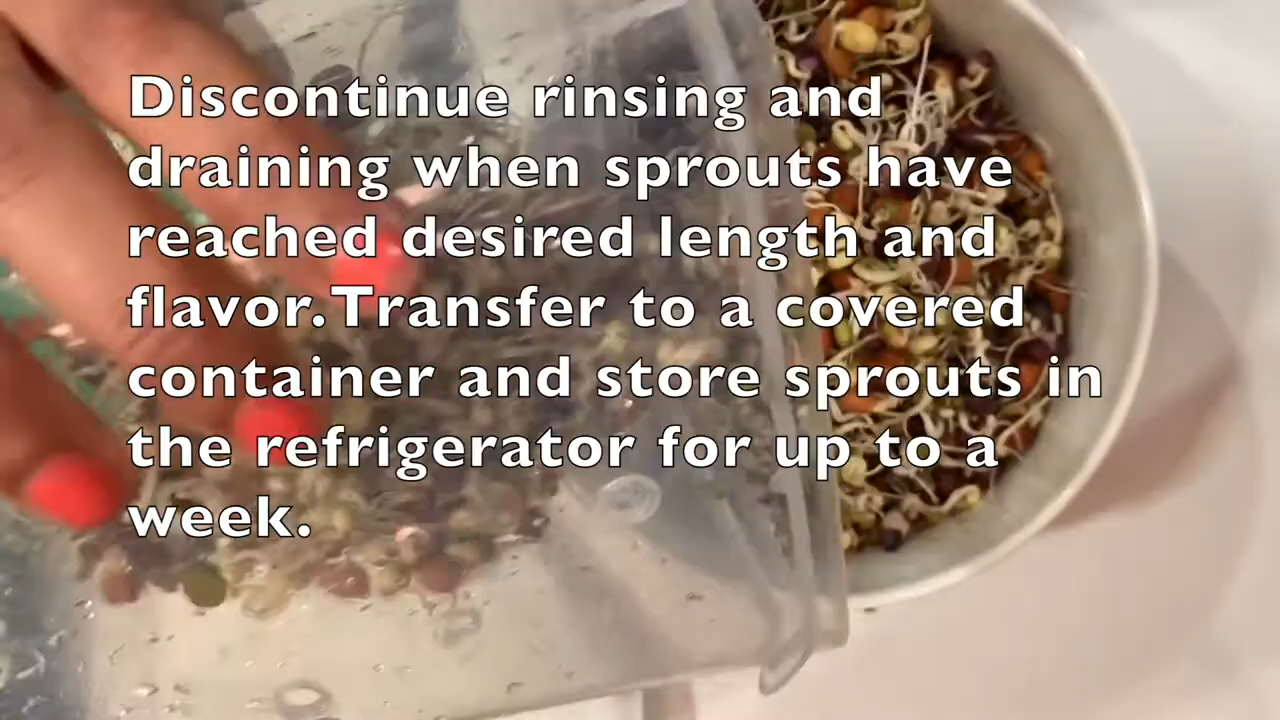 Discontinue rinsing and
draining when sprouts have
reached desired length and
flavor. Transfer to a covered
container and store sprouts in
the refrigerator for up to a
week.